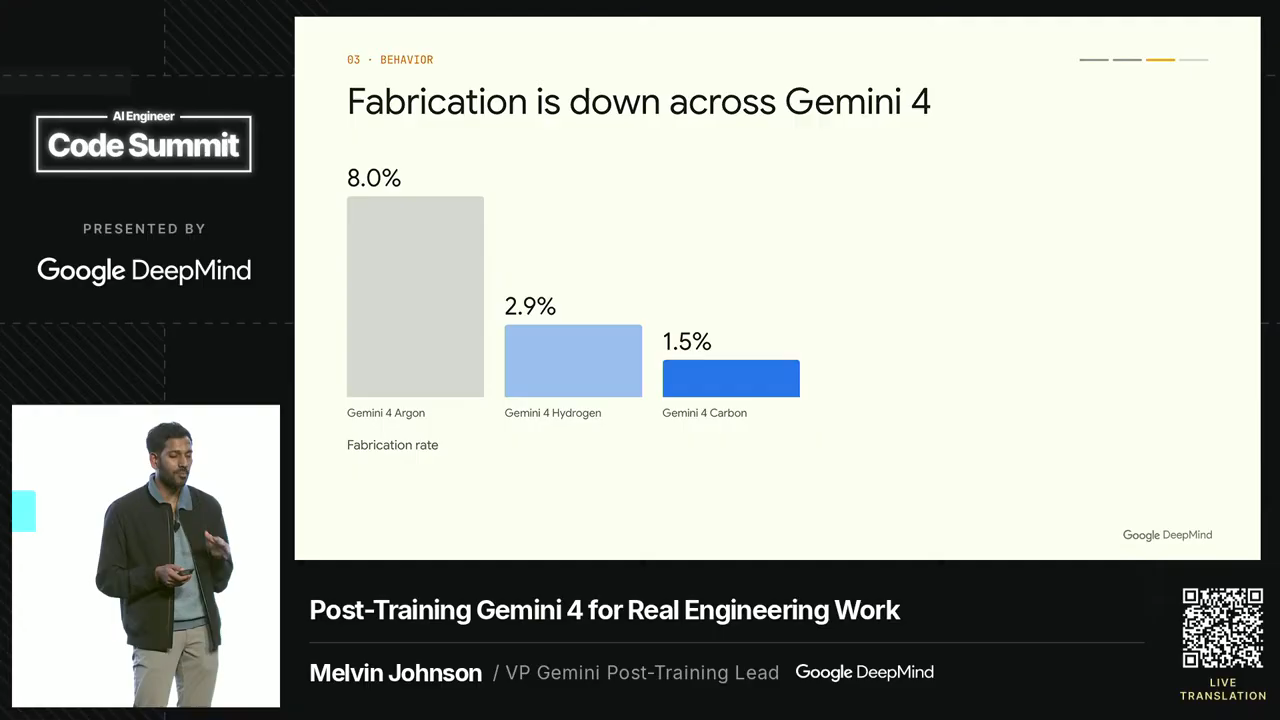 AI Engineer
Code Summit
PRESENTED BY
Google DeepMind
03 · BEHAVIOR
Fabrication is down across Gemini 4
8.0%
2.9%
1.5%
Gemini 4 Argon
Gemini 4 Hydrogen
Gemini 4 Carbon
Fabrication rate
Google DeepMind
Post-Training Gemini 4 for Real Engineering Work
Melvin Johnson / VP Gemini Post-Training Lead Google DeepMind
LIVE
TRANSLATION